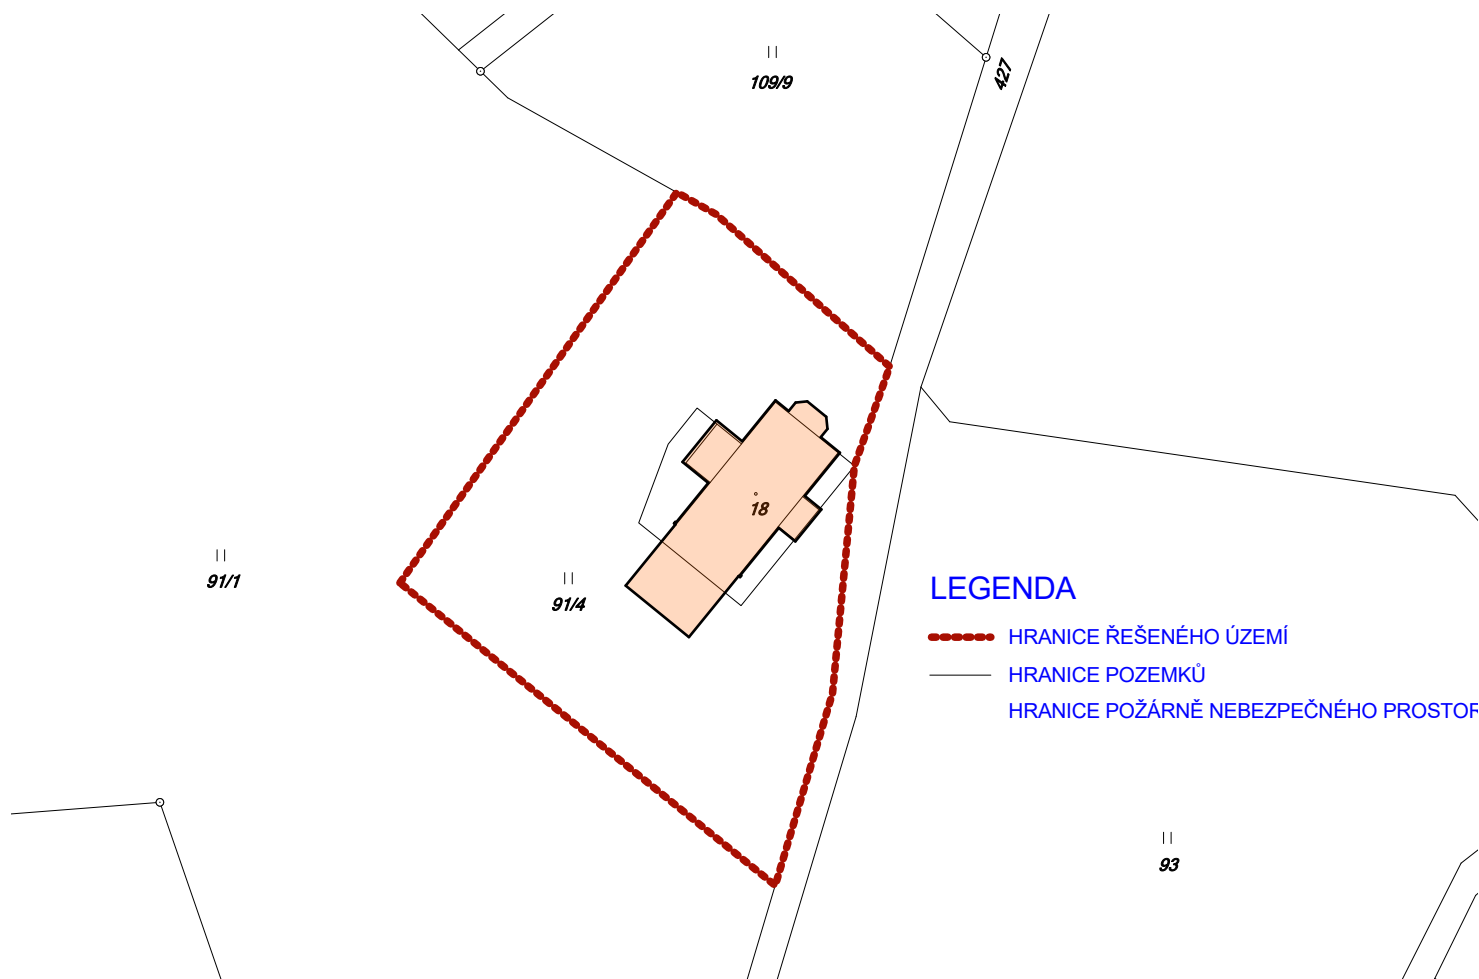 109/9
427
18
91/1
91/4
LEGENDA
HRANICE ŘEŠENÉHO ÚZEMÍ
HRANICE POZEMKŮ
HRANICE POŽÁRNĚ NEBEZPEČNÉHO PROSTOR
93